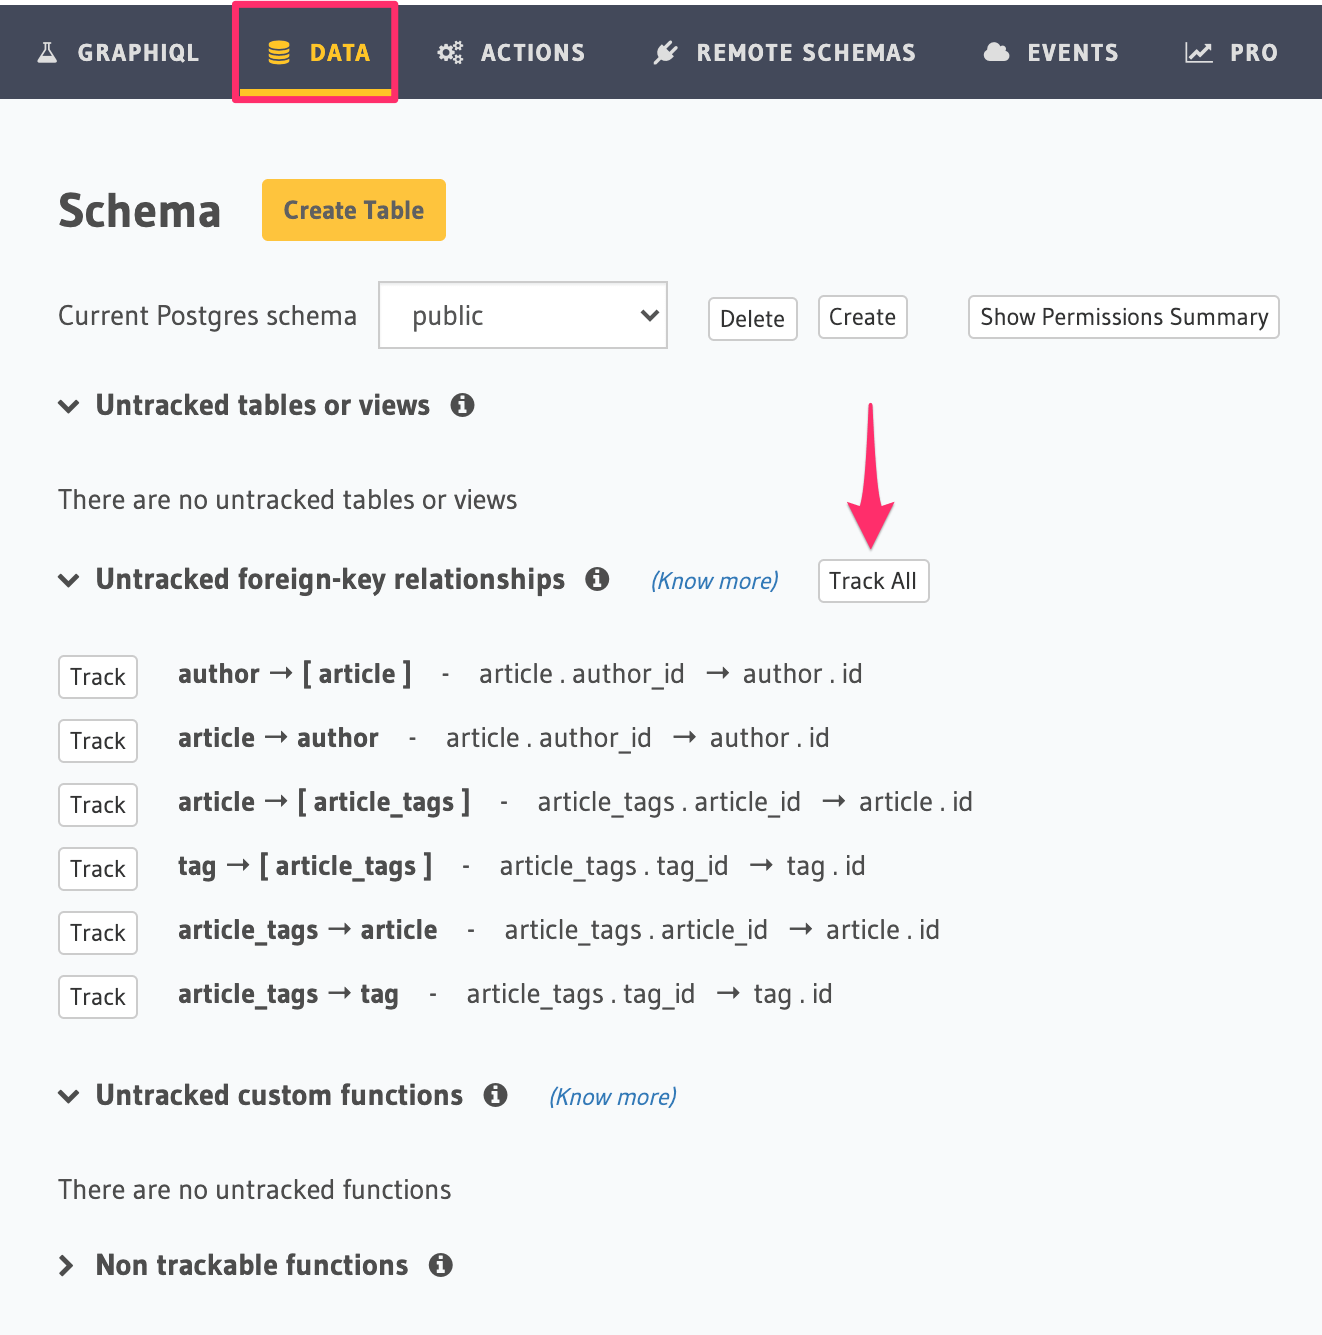 GRAPHIQL DATA ACTIONS REMOTE SCHEMAS EVENTS PRO
Schema Create Table
Current Postgres schema public Delete Create Show Permissions Summary
Untracked tables or views
There are no untracked tables or views
Untracked foreign-key relationships (Know more) Track All
Track author → [ article ] - article . author_id → author . id
Track article → author - article . author_id → author . id
Track article → [ article_tags ] - article_tags . article_id → article . id
Track tag → [ article_tags ] - article_tags . tag_id → tag . id
Track article_tags → article - article_tags . article_id → article . id
Track article_tags → tag - article_tags . tag_id → tag . id
Untracked custom functions (Know more)
There are no untracked functions
Non trackable functions